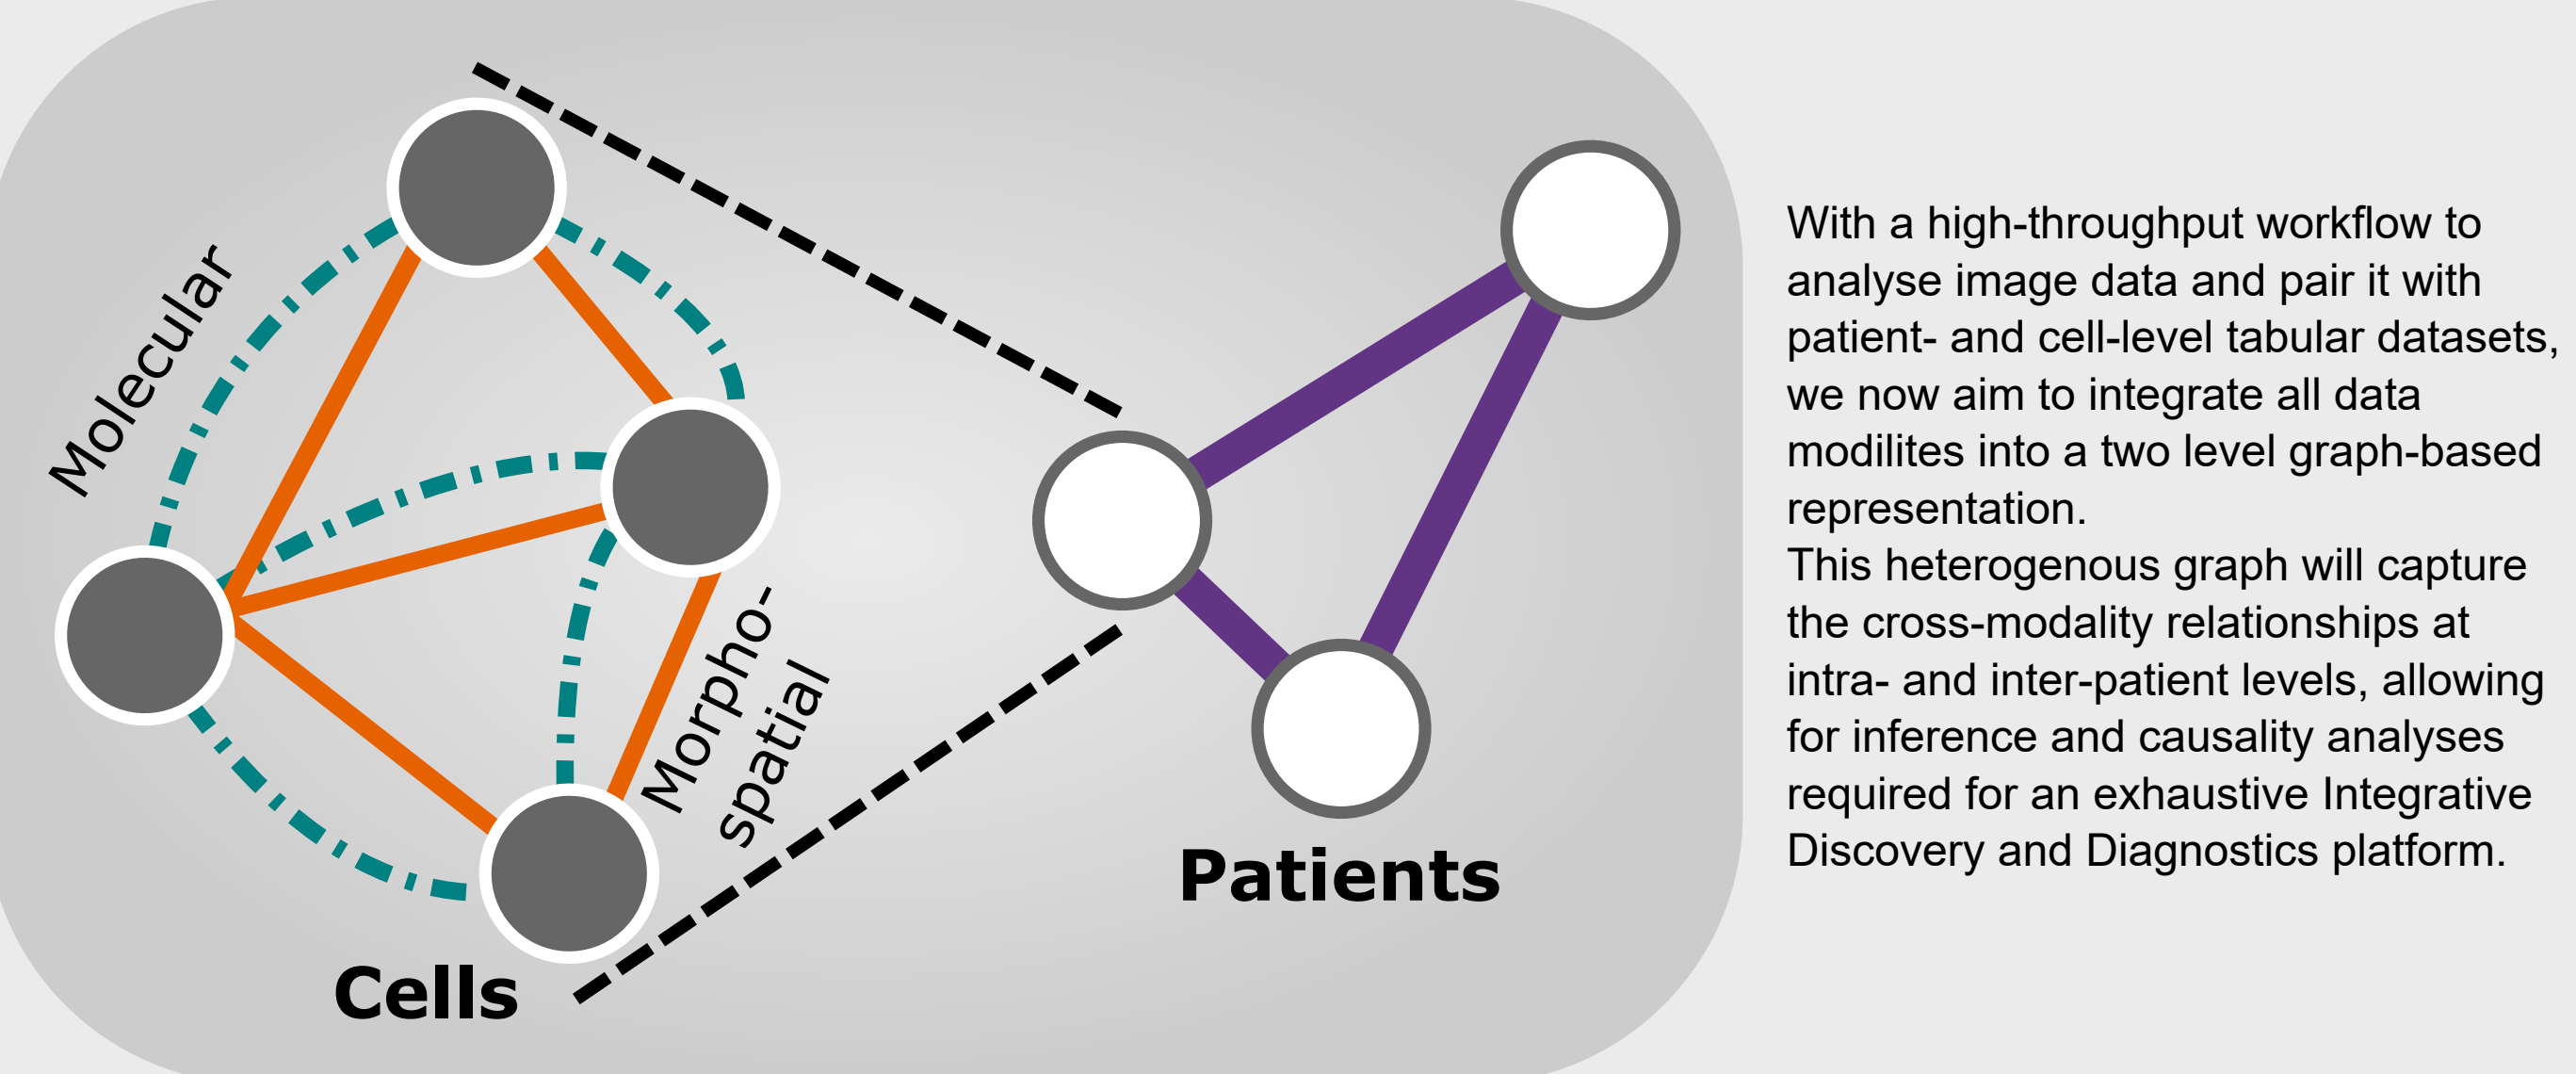 Molecular
Morpho-
spatial
Cells
Patients
With a high-throughput workflow to
analyse image data and pair it with
patient- and cell-level tabular datasets,
we now aim to integrate all data
modilites into a two level graph-based
representation.
This heterogenous graph will capture
the cross-modality relationships at
intra- and inter-patient levels, allowing
for inference and causality analyses
required for an exhaustive Integrative
Discovery and Diagnostics platform.